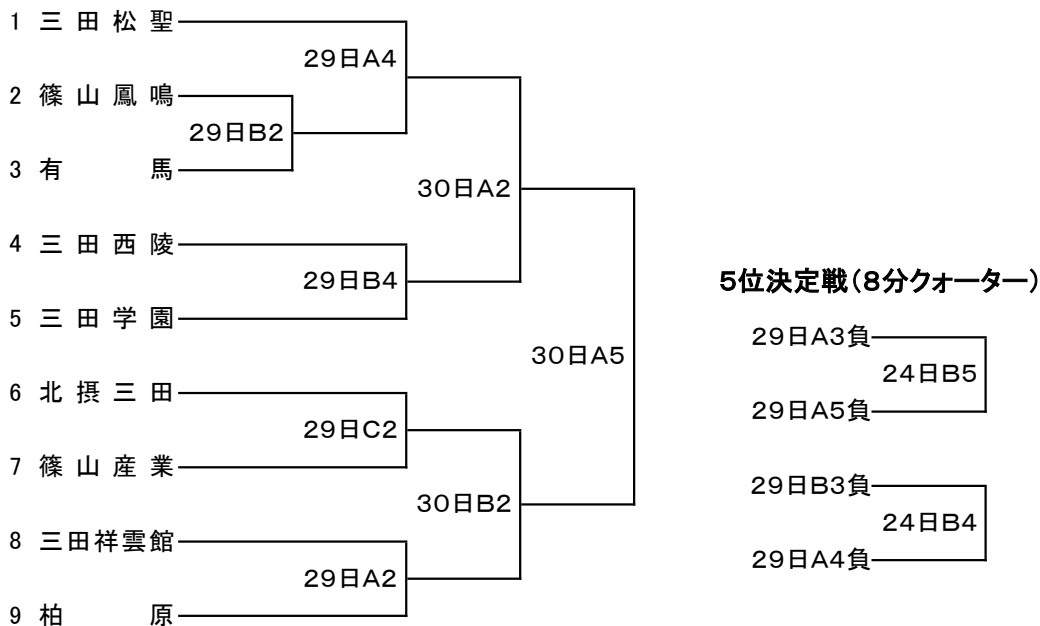 1 三田松聖
29日A4
2 篠山鳳鳴
29日B2
3 有馬
30日A2
4 三田西陵
29日B4
5 三田学園
30日A5
6 北摂三田
29日C2
7 篠山産業
30日B2
8 三田祥雲館
29日A2
9 柏原
5位決定戦(8分クォーター)
29日A3負
24日B5
29日A5負
29日B3負
24日B4
29日A4負